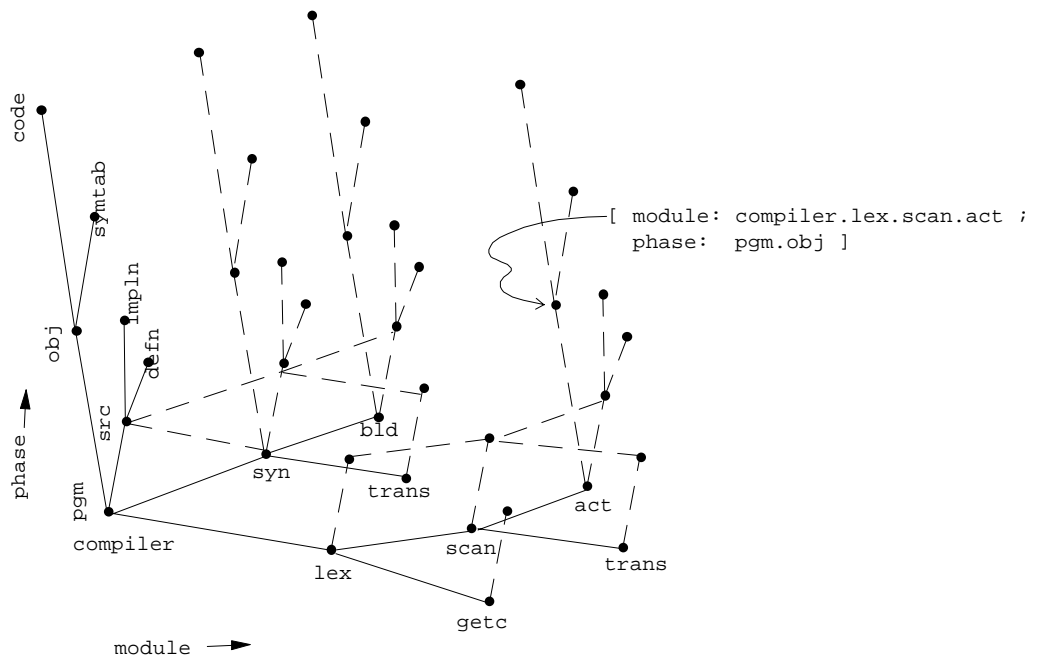 code
symtab
[ module: compiler.lex.scan.act ;
phase: pgm.obj ]
obj
impln
defn
src
phase
bld
syn
trans
pgm
compiler
act
scan
trans
lex
getc
module